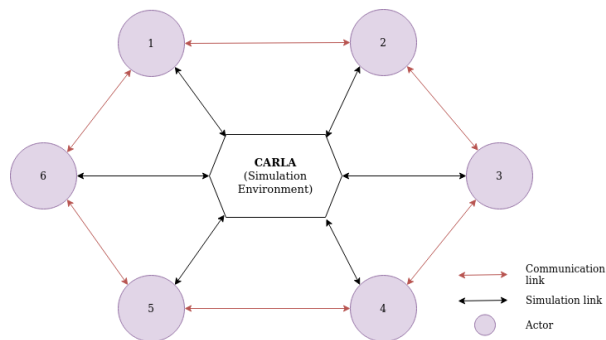 1
2
CARLA
(Simulation
Environment)
6
3
5
4
Communication
link
Simulation link
Actor